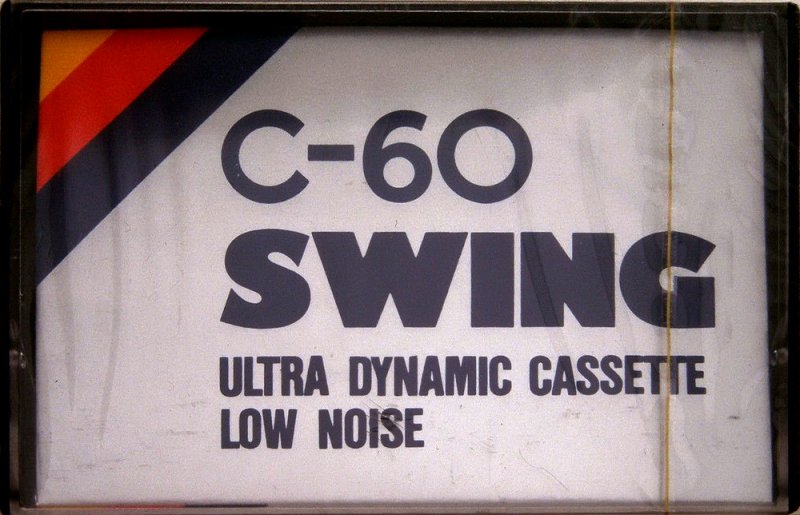 C-60
SWING
ULTRA DYNAMIC CASSETTE
LOW NOISE